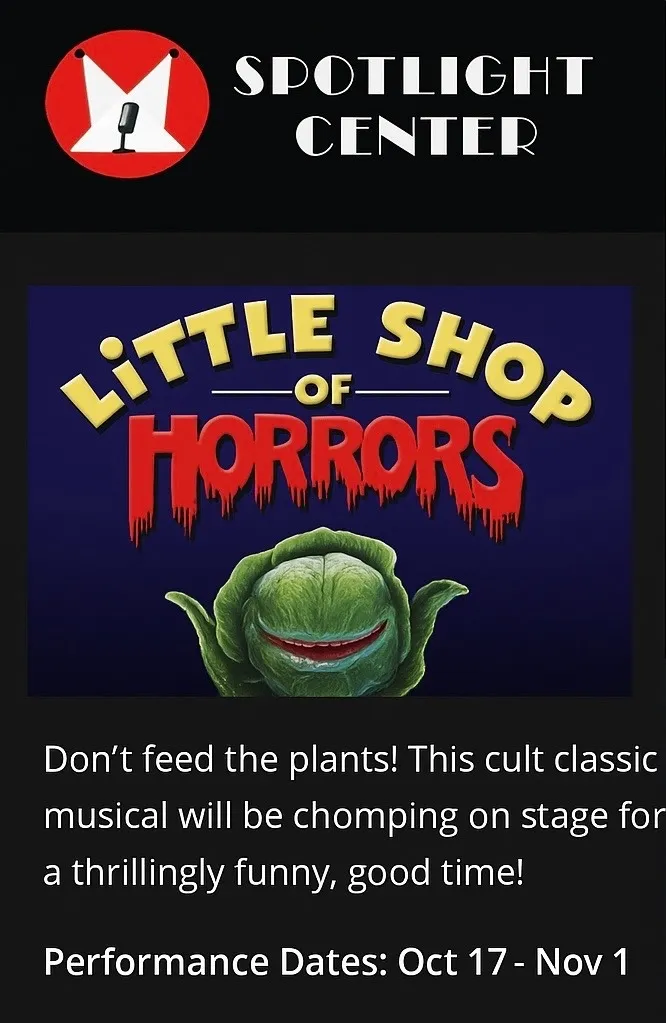 SPOTLIGHT
CENTER
LiTTLE SHOP
OF
HORRORS
Don’t feed the plants! This cult classic
musical will be chomping on stage for
a thrillingly funny, good time!
Performance Dates: Oct 17 - Nov 1